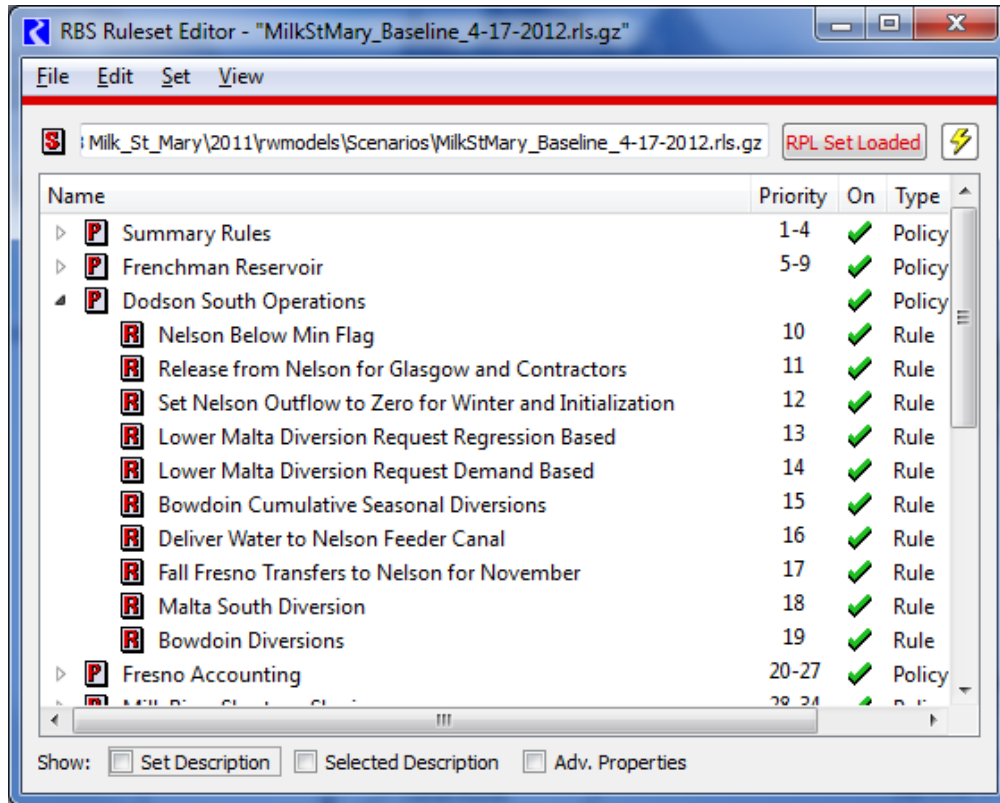 RBS Ruleset Editor - "MilkStMary_Baseline_4-17-2012.rls.gz"
File Edit Set View
S Milk_St_Mary\2011\rwmodels\Scenarios\MilkStMary_Baseline_4-17-2012.rls.gz RPL Set Loaded
Name Priority On Type
P Summary Rules 1-4 Policy
P Frenchman Reservoir 5-9 Policy
P Dodson South Operations Policy
R Nelson Below Min Flag 10 Rule
R Release from Nelson for Glasgow and Contractors 11 Rule
R Set Nelson Outflow to Zero for Winter and Initialization 12 Rule
R Lower Malta Diversion Request Regression Based 13 Rule
R Lower Malta Diversion Request Demand Based 14 Rule
R Bowdoin Cumulative Seasonal Diversions 15 Rule
R Deliver Water to Nelson Feeder Canal 16 Rule
R Fall Fresno Transfers to Nelson for November 17 Rule
R Malta South Diversion 18 Rule
R Bowdoin Diversions 19 Rule
P Fresno Accounting 20-27 Policy
28-34
Show: Set Description Selected Description Adv. Properties